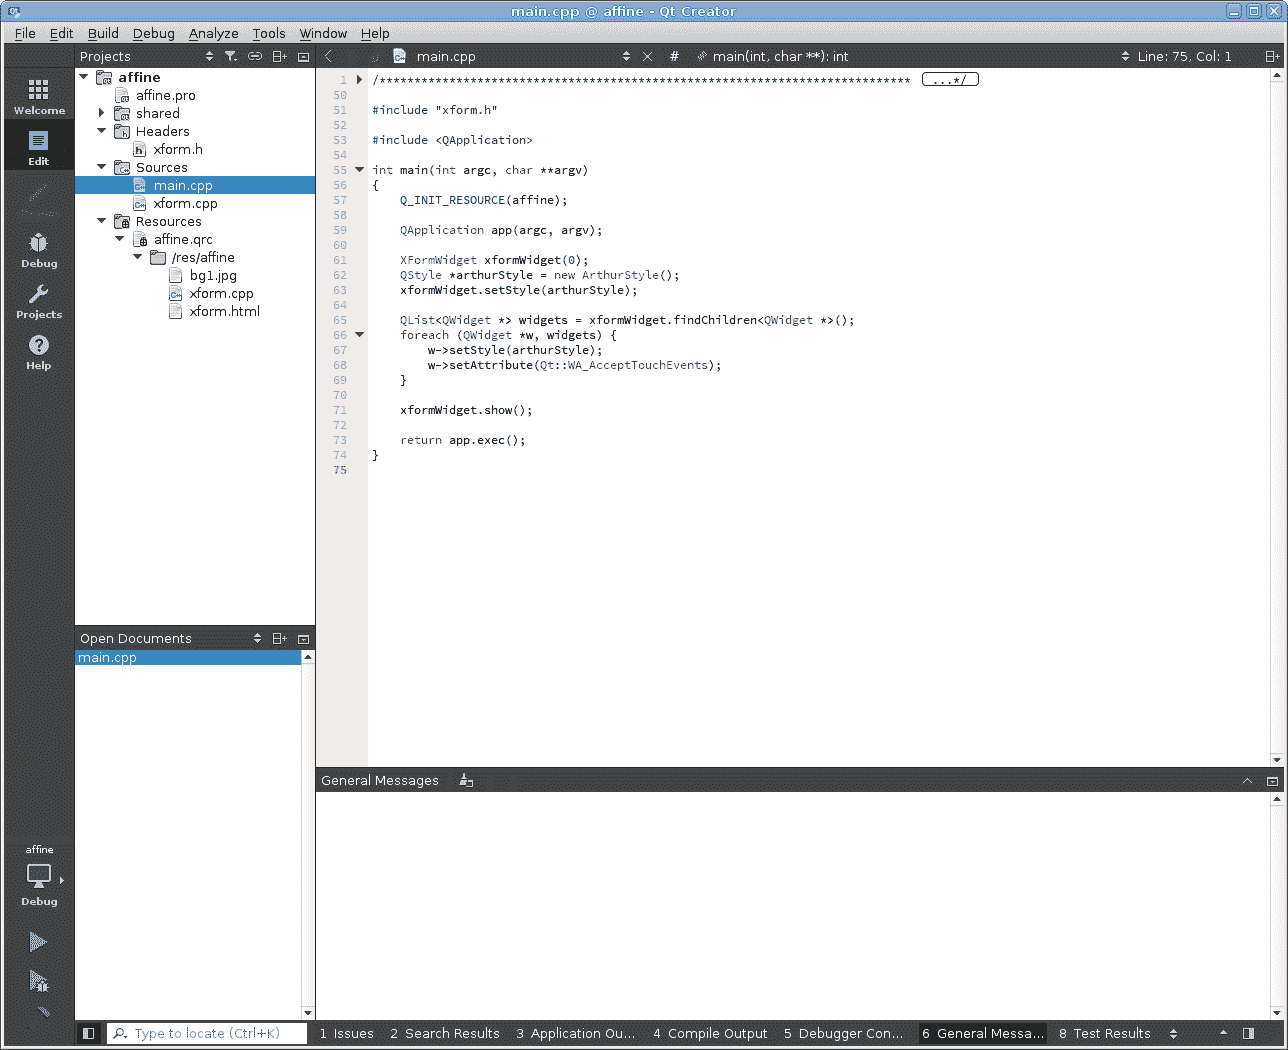 main.cpp @ affine - Qt Creator
File Edit Build Debug Analyze Tools Window Help
Projects
main.cpp
# main(int, char **): int
Line: 75, Col: 1
Welcome
Edit
Debug
Projects
Help
affine
affine.pro
shared
Headers
xform.h
Sources
main.cpp
xform.cpp
Resources
affine.qrc
/res/affine
bg1.jpg
xform.cpp
xform.html
1 /**************************************************************************** ...*/
50
51 #include "xform.h"
52
53 #include <QApplication>
54
55 int main(int argc, char **argv)
56 {
57 Q_INIT_RESOURCE(affine);
58
59 QApplication app(argc, argv);
60
61 XFormWidget xformWidget(0);
62 QStyle *arthurStyle = new ArthurStyle();
63 xformWidget.setStyle(arthurStyle);
64
65 QList<QWidget *> widgets = xformWidget.findChildren<QWidget *>();
66 foreach (QWidget *w, widgets) {
67 w->setStyle(arthurStyle);
68 w->setAttribute(Qt::WA_AcceptTouchEvents);
69 }
70
71 xformWidget.show();
72
73 return app.exec();
74 }
75
Open Documents
main.cpp
General Messages
affine
Debug
Type to locate (Ctrl+K)
1 Issues 2 Search Results 3 Application Ou... 4 Compile Output 5 Debugger Con... 6 General Messa... 8 Test Results